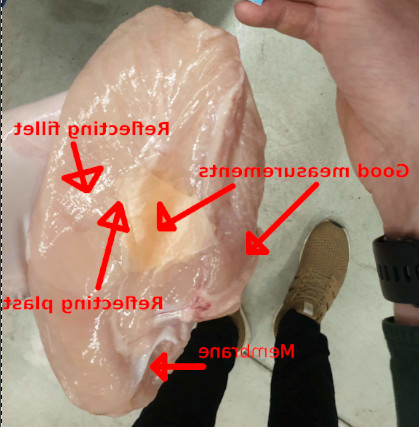 Reflecting fillet
Good measurements
Reflecting plast
Membrane